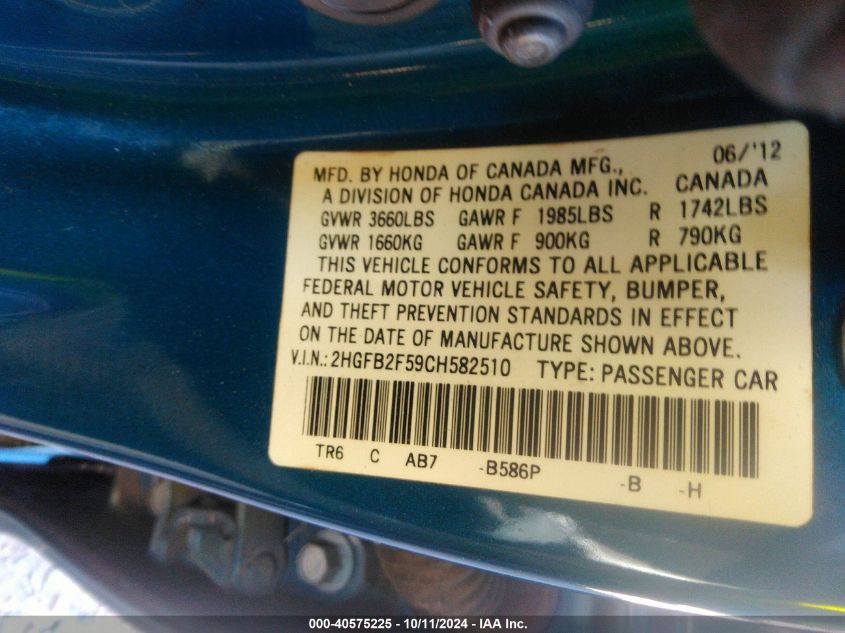 06/'12
MFD. BY HONDA OF CANADA MFG.,
A DIVISION OF HONDA CANADA INC. CANADA
GVWR 3660LBS GAWR F 1985LBS R 1742LBS
GVWR 1660KG GAWR F 900KG R 790KG
THIS VEHICLE CONFORMS TO ALL APPLICABLE
FEDERAL MOTOR VEHICLE SAFETY, BUMPER,
AND THEFT PREVENTION STANDARDS IN EFFECT
ON THE DATE OF MANUFACTURE SHOWN ABOVE.
V.I.N.: 2HGFB2F59CH582510 TYPE: PASSENGER CAR
TR6 C AB7 -B586P -B -H
000-40575225 - 10/11/2024 - IAA Inc.